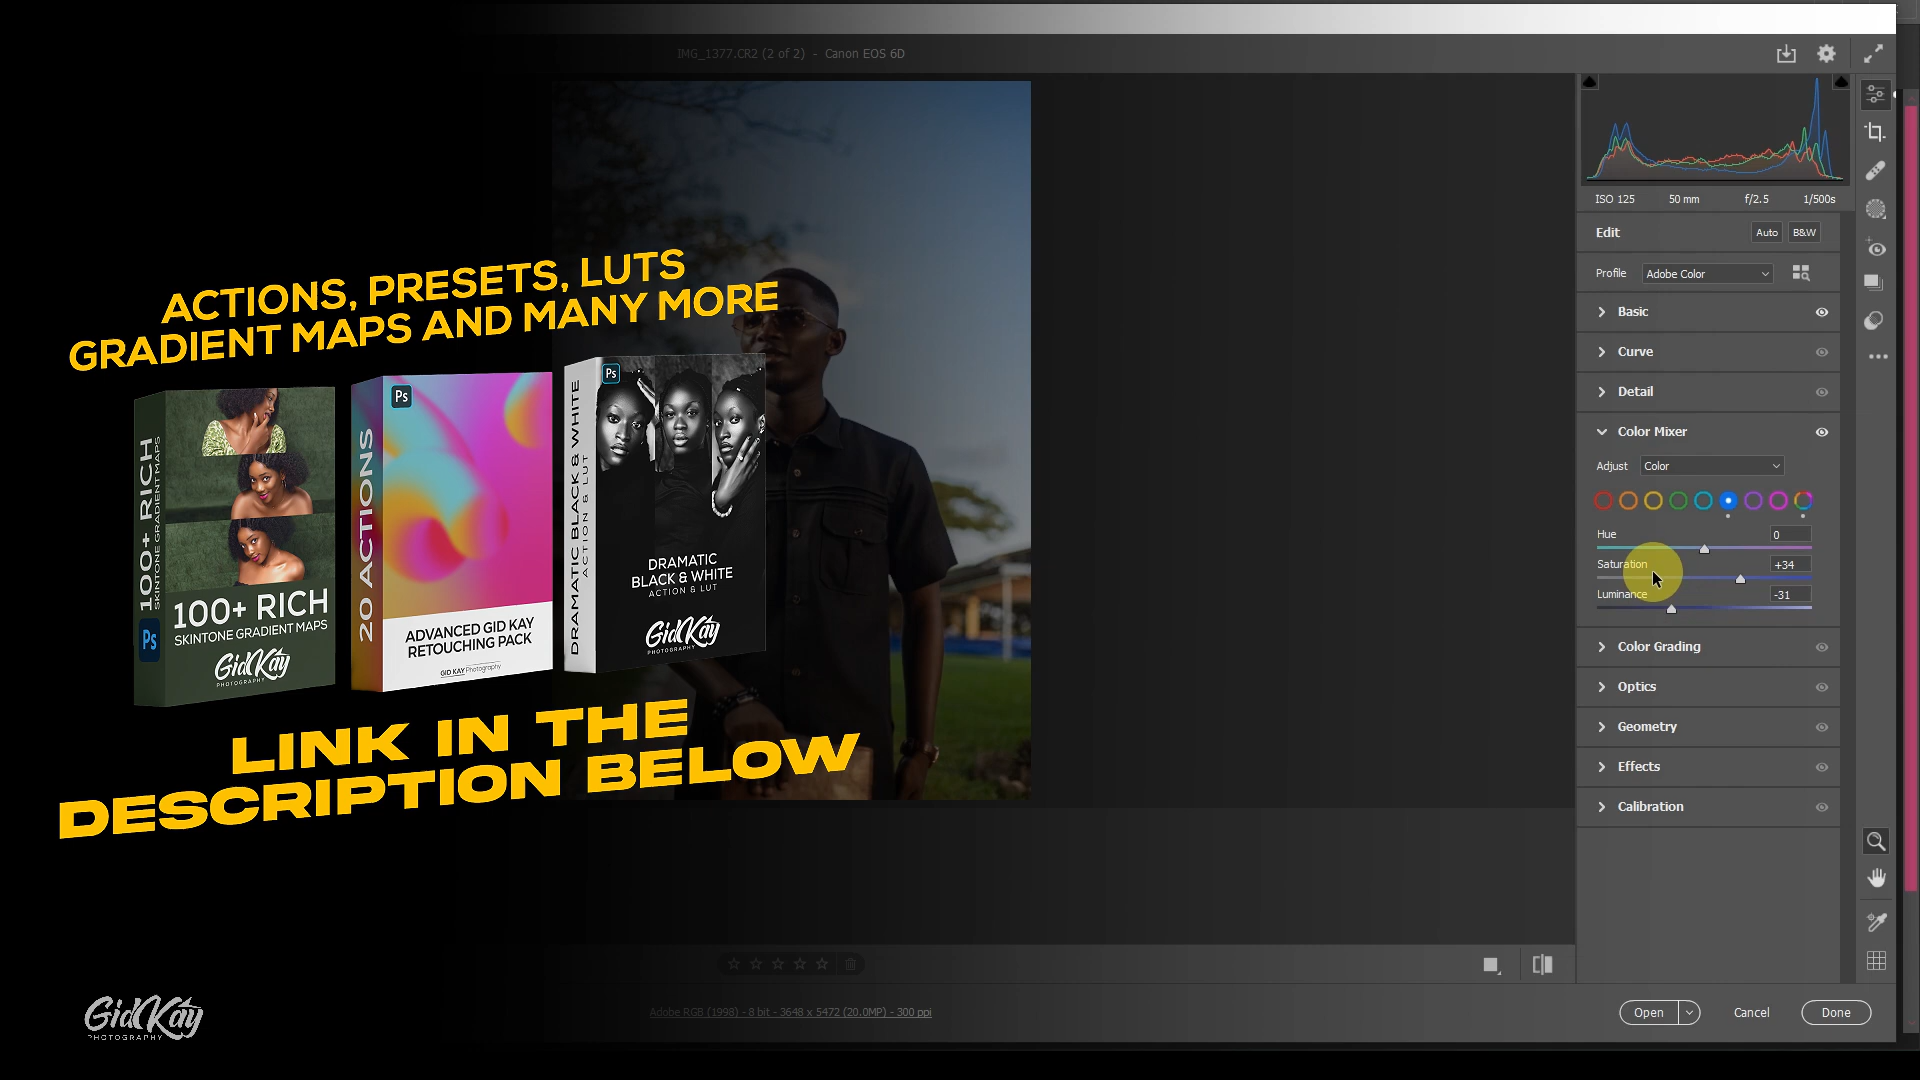 IMG_1377.CR2 (2 of 2) - Canon EOS 6D
ISO 125 50 mm f/2.5 1/500s
Edit Auto B&W
Profile Adobe Color
Basic
Curve
Detail
Color Mixer
Adjust Color
Hue 0
Saturation +34
Luminance -31
Color Grading
Optics
Geometry
Effects
Calibration
ACTIONS, PRESETS, LUTS
GRADIENT MAPS AND MANY MORE
100+ RICH
SKINTONE GRADIENT MAPS
Ps
100+ RICH
SKINTONE GRADIENT MAPS
GidKay
PHOTOGRAPHY
20 ACTIONS
Ps
ADVANCED GID KAY
RETOUCHING PACK
GID KAY Photography
DRAMATIC BLACK & WHITE
ACTION & LUT
Ps
DRAMATIC
BLACK & WHITE
ACTION & LUT
GidKay
PHOTOGRAPHY
LINK IN THE
DESCRIPTION BELOW
GidKay
PHOTOGRAPHY
Adobe RGB (1998) - 8 bit - 3648 x 5472 (20.0MP) - 300 ppi
Open Cancel Done